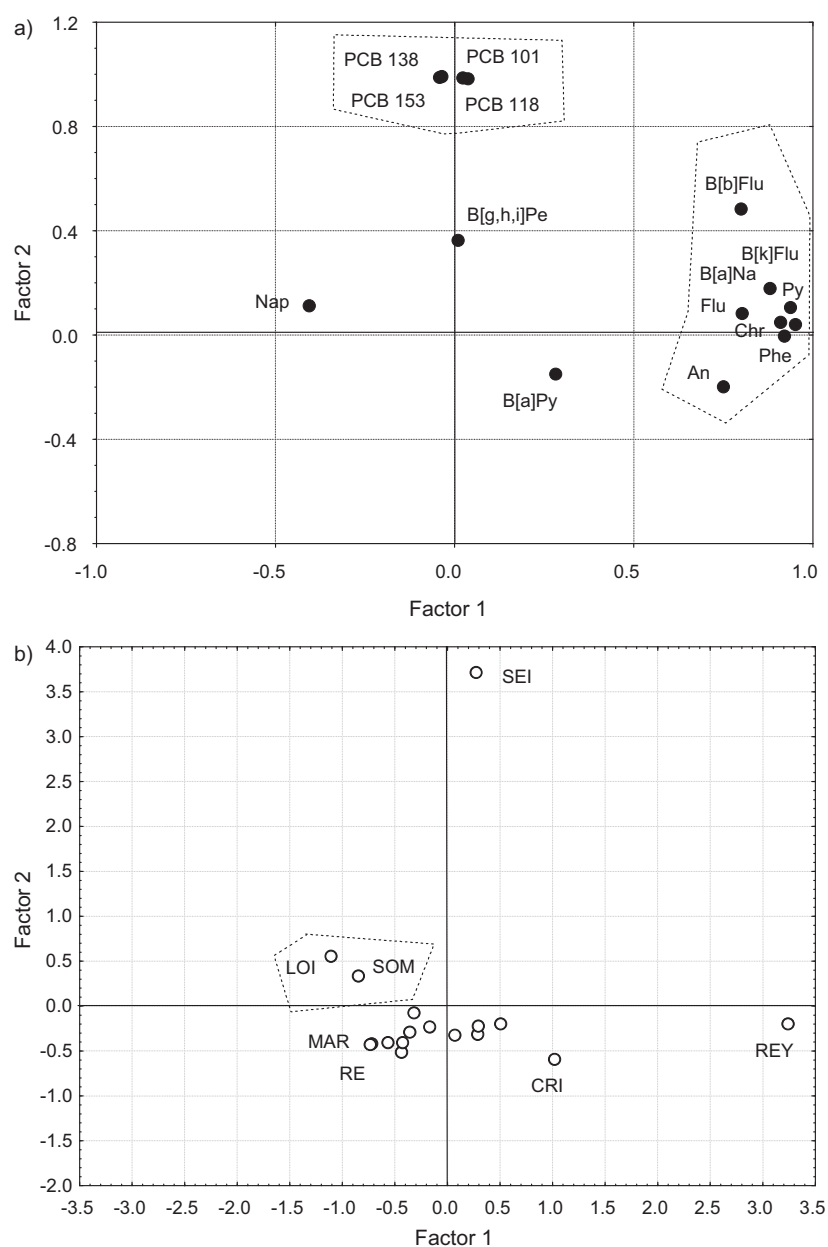 a)
1.2
PCB 138 PCB 101
PCB 153 PCB 118
0.8
B[b]Flu
0.4
B[g,h,i]Pe
B[k]Flu
B[a]Na
Py
Nap
Flu
0.0
Chr
Phe
An
B[a]Py
-0.4
-0.8
Factor 2
-1.0 -0.5 0.0 0.5 1.0
Factor 1
b)
4.0
SEI
3.5
3.0
2.5
2.0
1.5
1.0
0.5
LOI SOM
0.0
MAR
-0.5
RE CRI REY
-1.0
-1.5
-2.0
Factor 2
-3.5 -3.0 -2.5 -2.0 -1.5 -1.0 -0.5 0.0 0.5 1.0 1.5 2.0 2.5 3.0 3.5
Factor 1